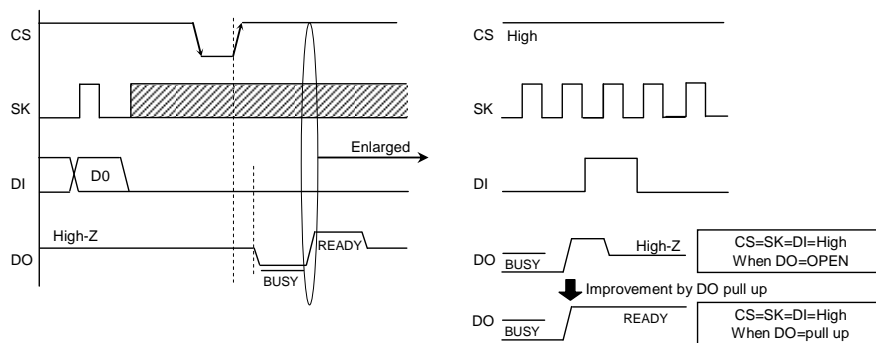 CS
SK
DI
D0
Enlarged
High-Z
DO
BUSY
READY
CS High
SK
DI
DO
BUSY
High-Z
CS=SK=DI=High
When DO=OPEN
Improvement by DO pull up
DO
BUSY
READY
CS=SK=DI=High
When DO=pull up